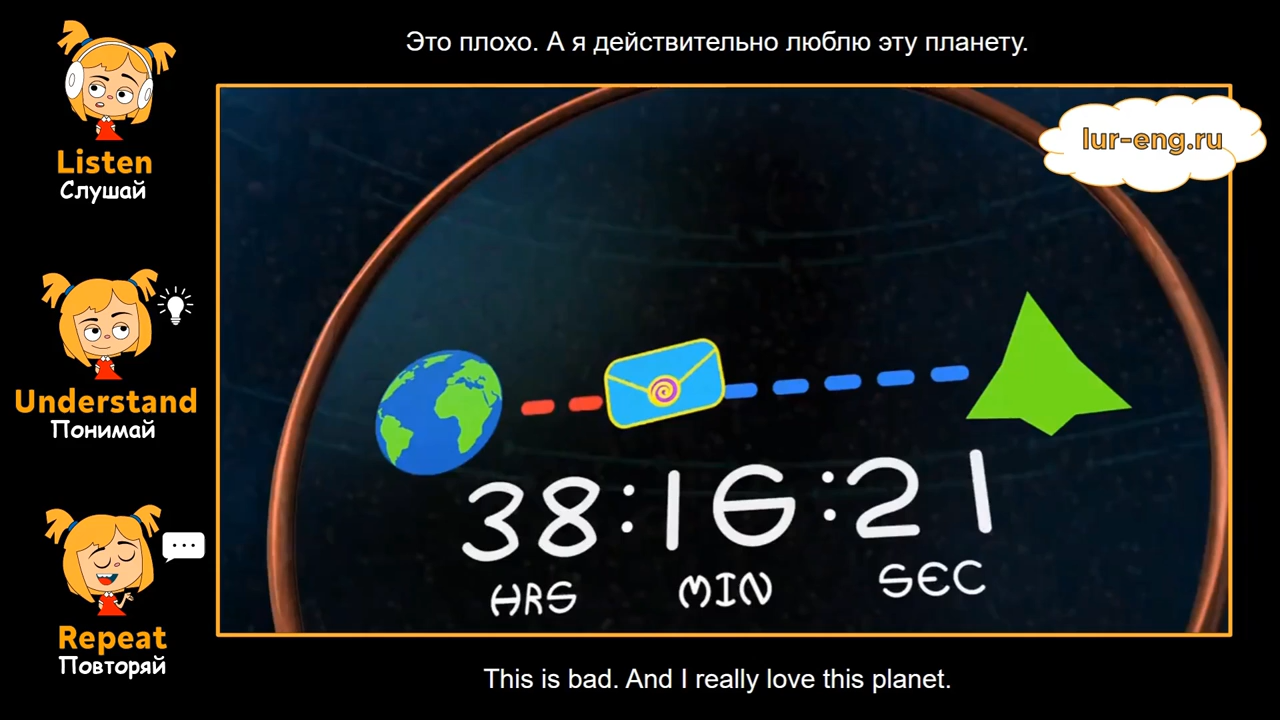 Это плохо. А я действительно люблю эту планету.
lur-eng.ru
Listen
Слушай
Understand
Понимай
Repeat
Повторяй
38:16:21
HRS MIN SEC
This is bad. And I really love this planet.